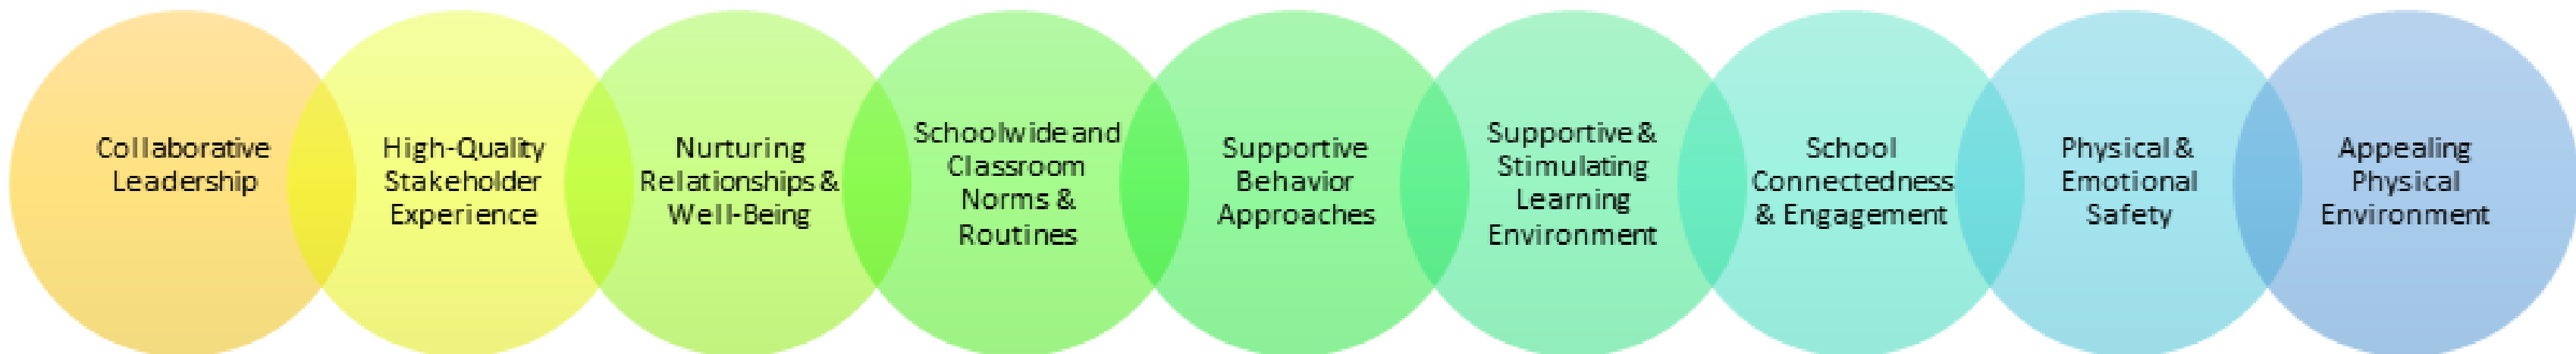 Collaborative
Leadership
High-Quality
Stakeholder
Experience
Nurturing
Relationships &
Well-Being
Schoolwide and
Classroom
Norms &
Routines
Supportive
Behavior
Approaches
Supportive &
Stimulating
Learning
Environment
School
Connectedness
& Engagement
Physical &
Emotional
Safety
Appealing
Physical
Environment